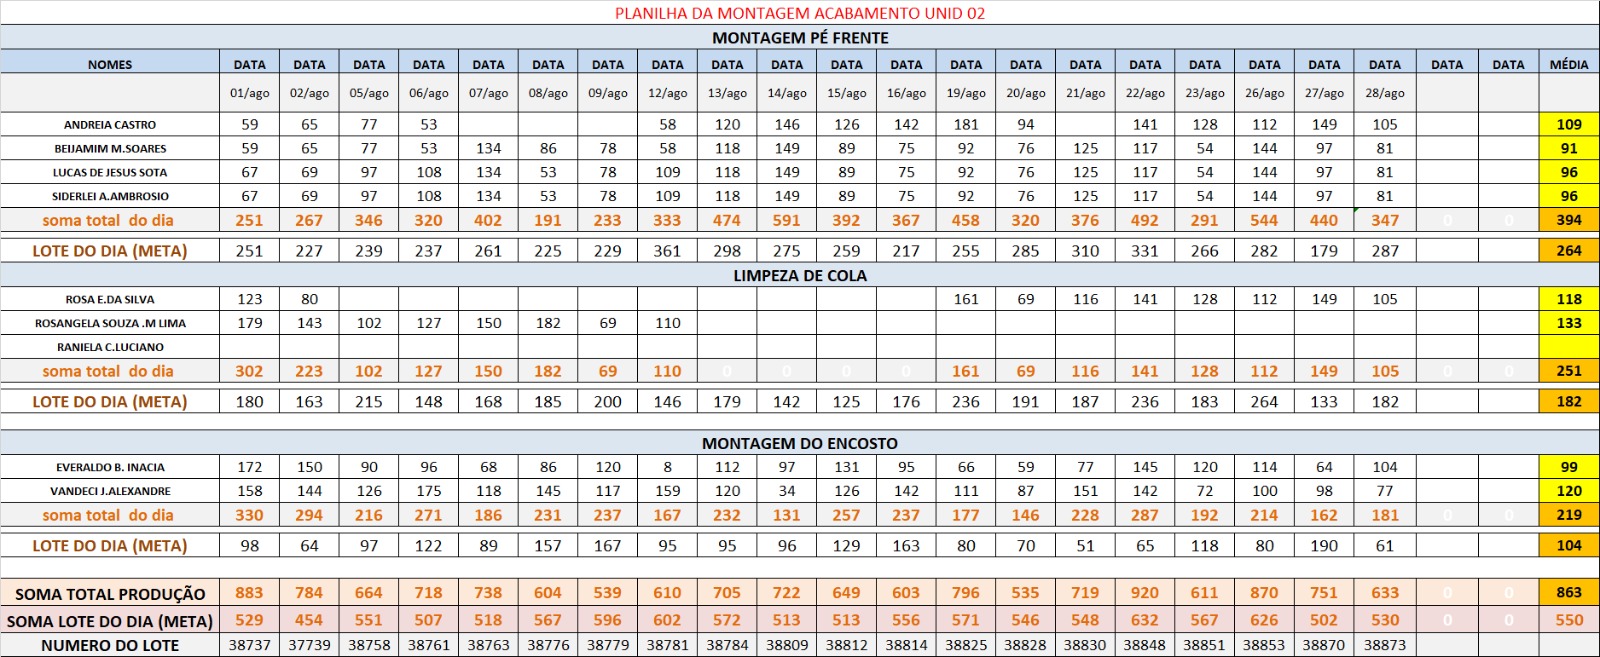 PLANILHA DA MONTAGEM ACABAMENTO UNID 02
MONTAGEM PÉ FRENTE
NOMES DATA DATA DATA DATA DATA DATA DATA DATA DATA DATA DATA DATA DATA DATA DATA DATA DATA DATA DATA DATA DATA DATA MÉDIA
01/ago 02/ago 05/ago 06/ago 07/ago 08/ago 09/ago 12/ago 13/ago 14/ago 15/ago 16/ago 19/ago 20/ago 21/ago 22/ago 23/ago 26/ago 27/ago 28/ago
ANDREIA CASTRO 59 65 77 53 58 120 146 126 142 181 94 141 128 112 149 105 109
BEIJAMIM M.SOARES 59 65 77 53 134 86 78 58 118 149 89 75 92 76 125 117 54 144 97 81 91
LUCAS DE JESUS SOTA 67 69 97 108 134 53 78 109 118 149 89 75 92 76 125 117 54 144 97 81 96
SIDERLEI A.AMBROSIO 67 69 97 108 134 53 78 109 118 149 89 75 92 76 125 117 54 144 97 81 96
soma total do dia 251 267 346 320 402 191 233 333 474 591 392 367 458 320 376 492 291 544 440 347 0 0 394
LOTE DO DIA (META) 251 227 239 237 261 225 229 361 298 275 259 217 255 285 310 331 266 282 179 287 264
LIMPEZA DE COLA
ROSA E.DA SILVA 123 80 161 69 116 141 128 112 149 105 118
ROSANGELA SOUZA .M LIMA 179 143 102 127 150 182 69 110 133
RANIELA C.LUCIANO
soma total do dia 302 223 102 127 150 182 69 110 0 0 0 0 161 69 116 141 128 112 149 105 0 0 251
LOTE DO DIA (META) 180 163 215 148 168 185 200 146 179 142 125 176 236 191 187 236 183 264 133 182 182
MONTAGEM DO ENCOSTO
EVERALDO B. INACIA 172 150 90 96 68 86 120 8 112 97 131 95 66 59 77 145 120 114 64 104 99
VANDECI J.ALEXANDRE 158 144 126 175 118 145 117 159 120 34 126 142 111 87 151 142 72 100 98 77 120
soma total do dia 330 294 216 271 186 231 237 167 232 131 257 237 177 146 228 287 192 214 162 181 0 0 219
LOTE DO DIA (META) 98 64 97 122 89 157 167 95 95 96 129 163 80 70 51 65 118 80 190 61 104
SOMA TOTAL PRODUÇÃO 883 784 664 718 738 604 539 610 705 722 649 603 796 535 719 920 611 870 751 633 0 0 863
SOMA LOTE DO DIA (META) 529 454 551 507 518 567 596 602 572 513 513 556 571 546 548 632 567 626 502 530 0 0 550
NUMERO DO LOTE 38737 37739 38758 38761 38763 38776 38779 38781 38784 38809 38812 38814 38825 38828 38830 38848 38851 38853 38870 38873